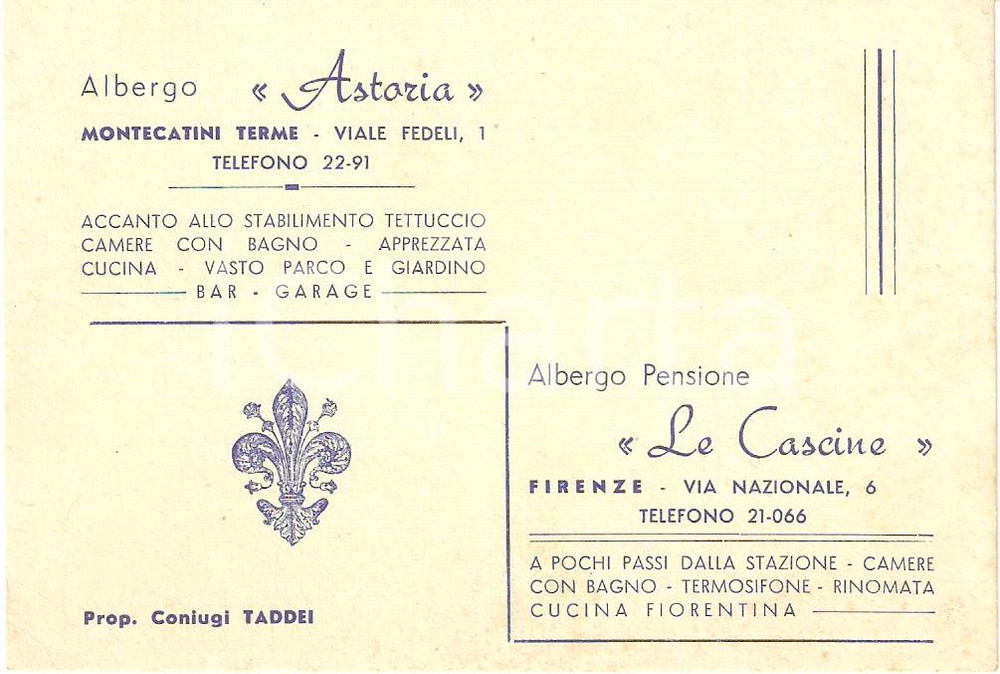 Albergo « Astoria »
MONTECATINI TERME - VIALE FEDELI, 1
TELEFONO 22-91
ACCANTO ALLO STABILIMENTO TETTUCCIO
CAMERE CON BAGNO - APPREZZATA
CUCINA - VASTO PARCO E GIARDINO
BAR - GARAGE
iCharta
Albergo Pensione
« Le Cascine »
FIRENZE - VIA NAZIONALE, 6
TELEFONO 21-066
A POCHI PASSI DALLA STAZIONE - CAMERE
CON BAGNO - TERMOSIFONE - RINOMATA
CUCINA FIORENTINA
Prop. Coniugi TADDEI